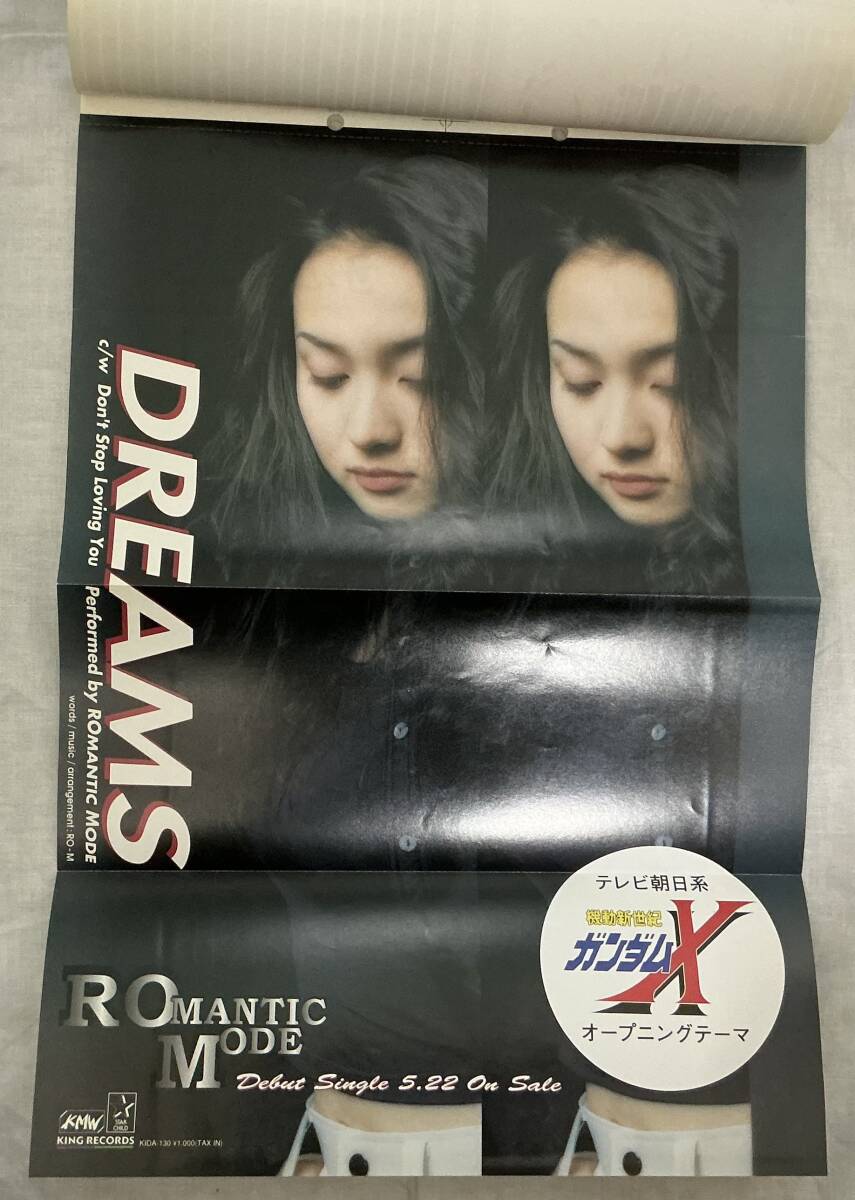 DREAMS
c/w Don't Stop Loving You Performed by ROMANTIC MODE
words / music / arrangement : RO-M
テレビ朝日系
機動新世紀
ガンダムX
オープニングテーマ
ROMANTIC
MODE
Debut Single 5.22 On Sale
KMW
STAR
CHILD
KING RECORDS
KIDA-130 ¥1.000(TAX IN)